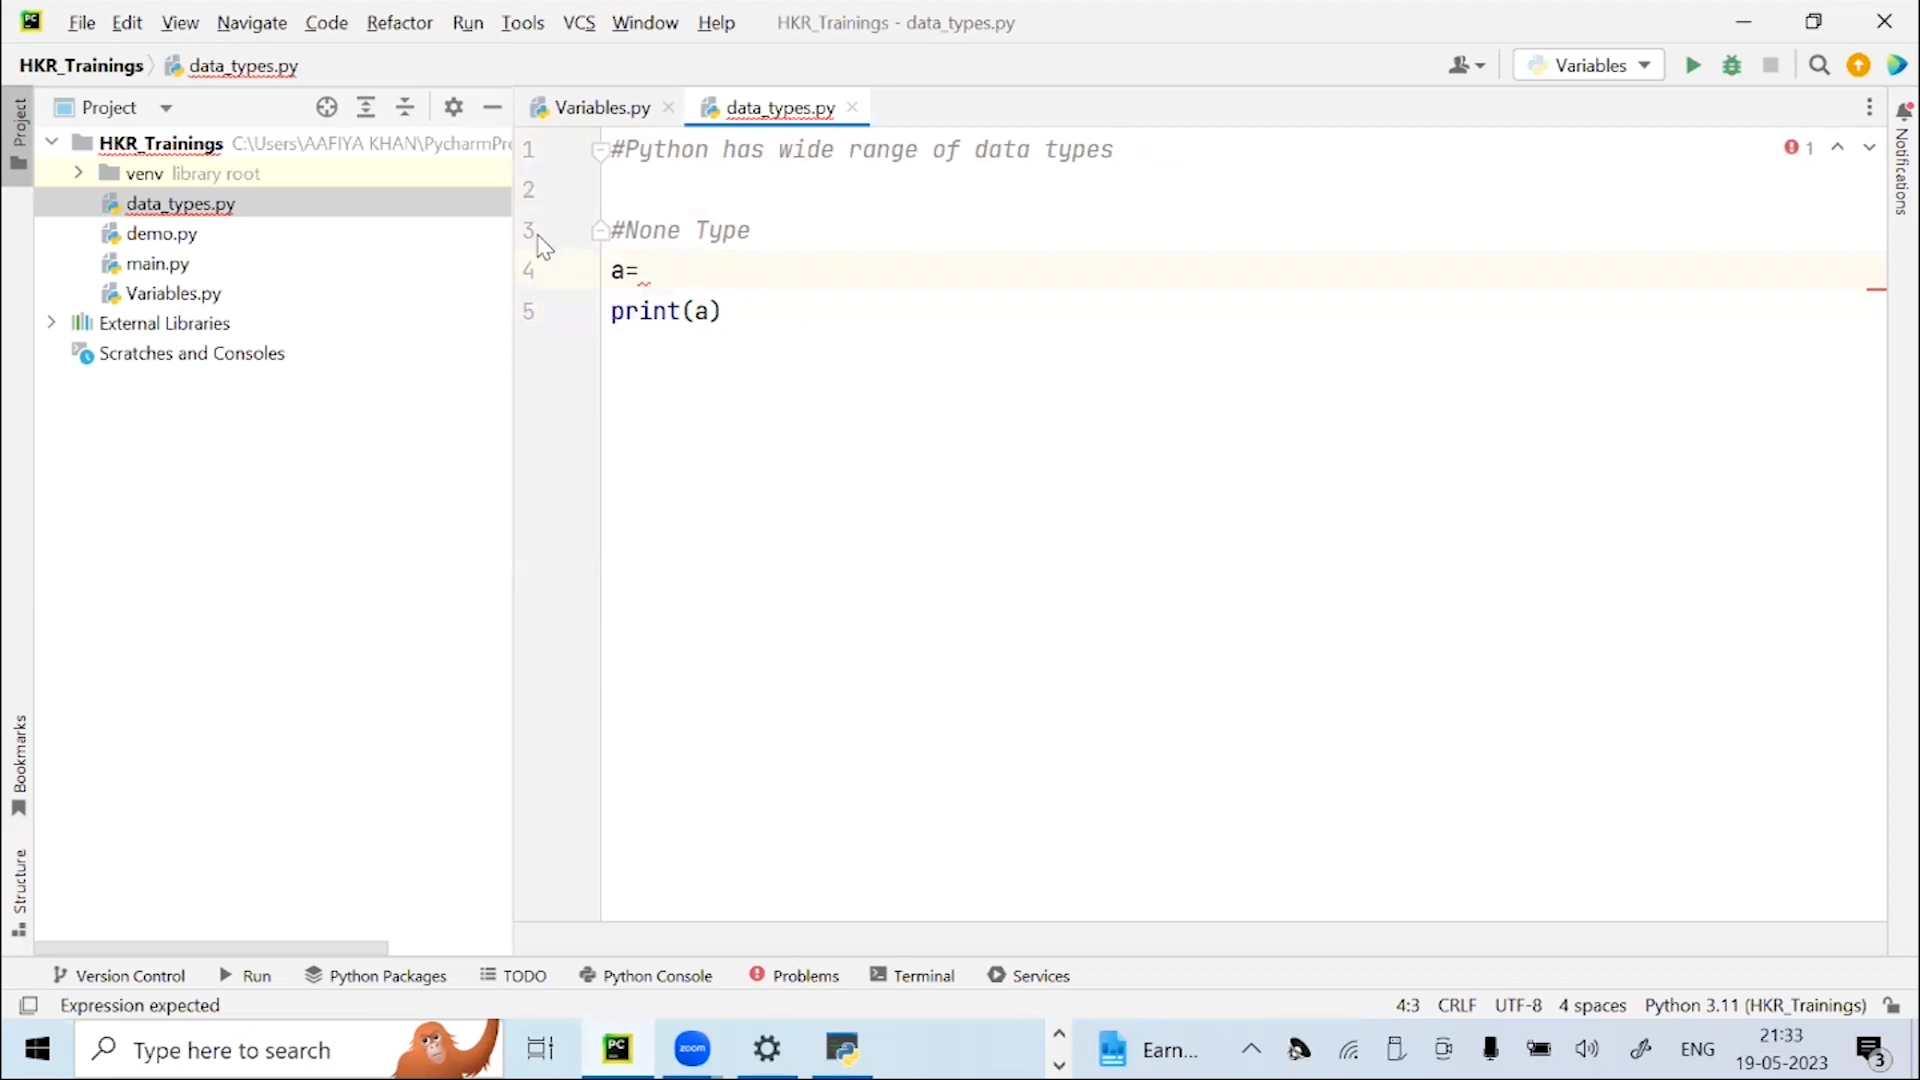 PC File Edit View Navigate Code Refactor Run Tools VCS Window Help HKR_Trainings - data_types.py
HKR_Trainings data_types.py Variables
Project
Project
HKR_Trainings C:\Users\AAFIYA KHAN\PycharmPr
venv library root
data_types.py
demo.py
main.py
Variables.py
External Libraries
Scratches and Consoles
Variables.py data_types.py
1 #Python has wide range of data types
2
3 #None Type
4 a=
5 print(a)
1
Notifications
Bookmarks
Structure
Version Control Run Python Packages TODO Python Console Problems Terminal Services
Expression expected 4:3 CRLF UTF-8 4 spaces Python 3.11 (HKR_Trainings)
Type here to search PC zoom Earn... ENG 21:33
19-05-2023 3